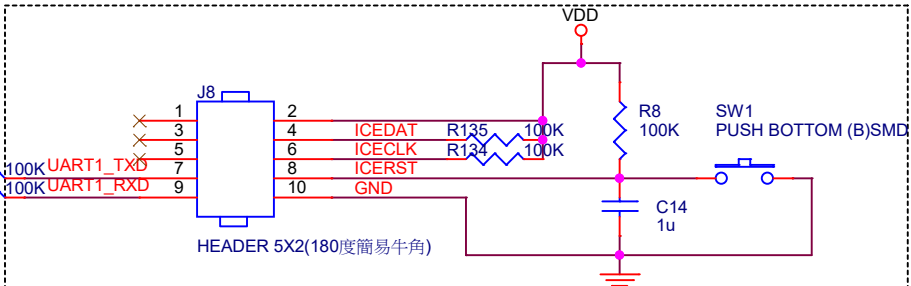 VDD
J8
1 2
3 4 ICEDAT R135 100K
5 6 ICECLK R134 100K
100K UART1_TXD 7 8 ICERST
100K UART1_RXD 9 10 GND
R8
100K
SW1
PUSH BOTTOM (B)SMD
C14
1u
HEADER 5X2(180度簡易牛角)